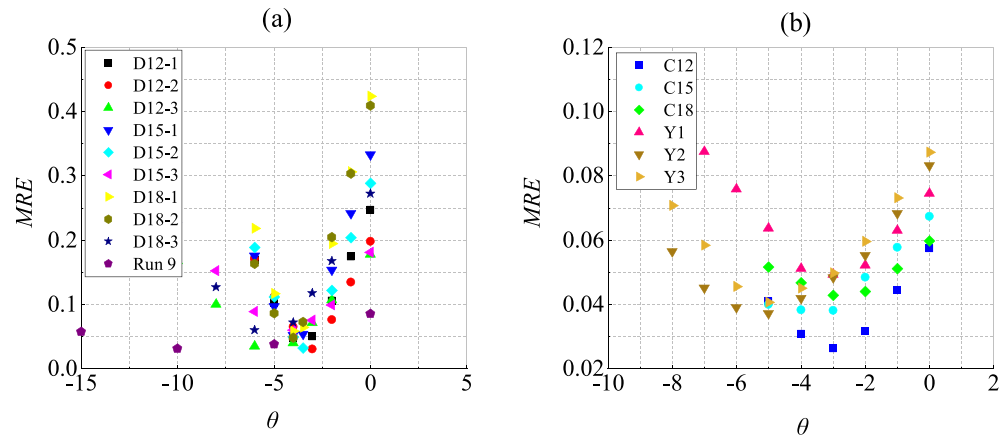 (a)
0.5
0.4
0.3
0.2
0.1
0.0
MRE
D12-1
D12-2
D12-3
D15-1
D15-2
D15-3
D18-1
D18-2
D18-3
Run 9
-15
-10
-5
0
5
θ
(b)
0.12
0.10
0.08
0.06
0.04
0.02
MRE
C12
C15
C18
Y1
Y2
Y3
-10
-8
-6
-4
-2
0
2
θ